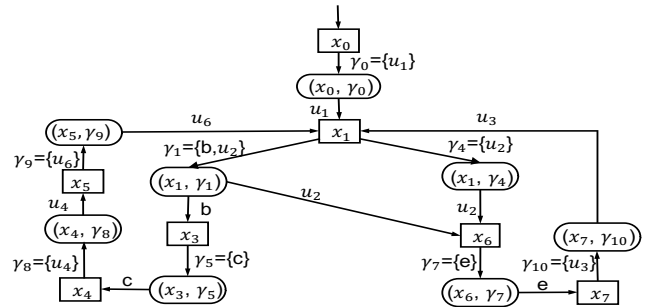 x₀
γ₀={u₁}
(x₀, γ₀)
u₁
u₆
u₃
(x₅,γ₉)
x₁
γ₁={b,u₂}
γ₄={u₂}
γ₉={u₆}
x₅
(x₁, γ₁)
u₂
(x₁, γ₄)
u₄
b
u₂
(x₄, γ₈)
x₃
x₆
(x₇, γ₁₀)
γ₈={u₄}
γ₅={c}
γ₇={e}
γ₁₀={u₃}
x₄
c
(x₃, γ₅)
(x₆, γ₇)
e
x₇